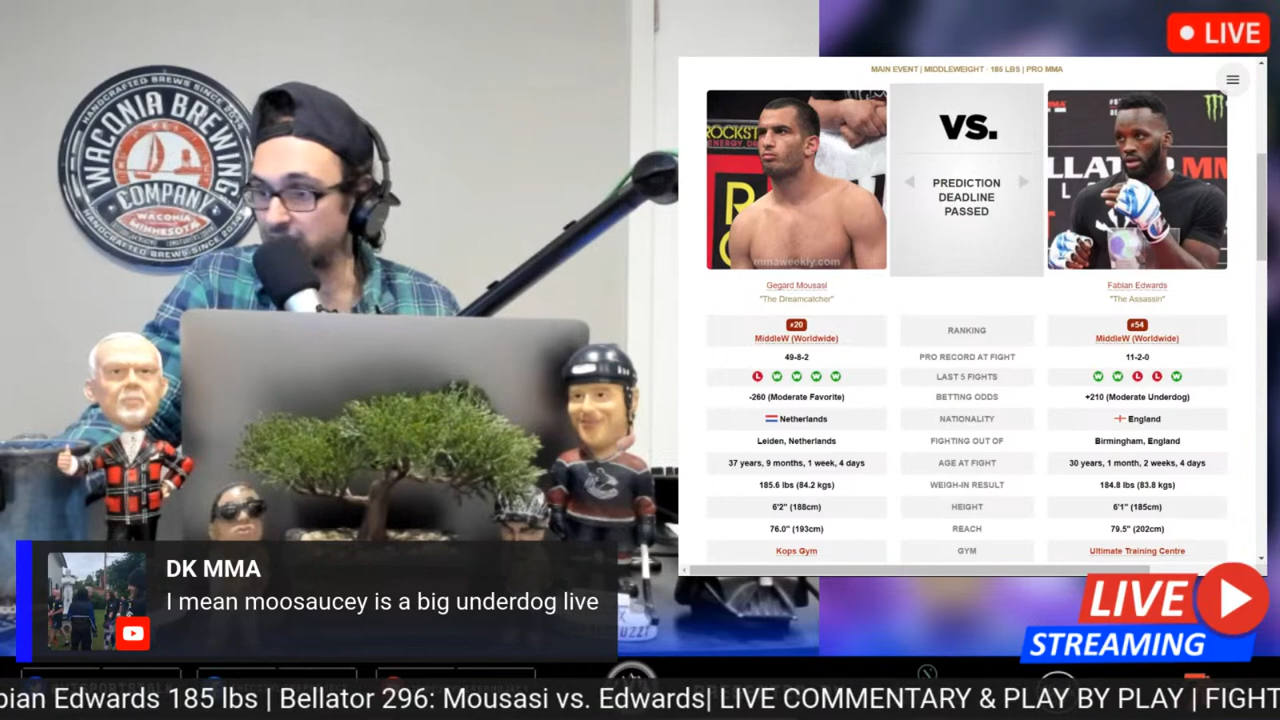 LIVE
WACONIA BREWING
COMPANY
HANDCRAFTED BREWS SINCE 2014
WACONIA
MINNESOTA
MAIN EVENT | MIDDLEWEIGHT · 185 LBS | PRO MMA
VS.
PREDICTION
DEADLINE
PASSED
ROCKST
ENERGY
mmaweekly.com
LLATOR MM
Gegard Mousasi
Fabian Edwards
"The Dreamcatcher"
"The Assassin"
#20 RANKING #54
MiddleW (Worldwide) MiddleW (Worldwide)
49-8-2 PRO RECORD AT FIGHT 11-2-0
L W W W W LAST 5 FIGHTS W W L L W
-260 (Moderate Favorite) BETTING ODDS +210 (Moderate Underdog)
Netherlands NATIONALITY England
Leiden, Netherlands FIGHTING OUT OF Birmingham, England
37 years, 9 months, 1 week, 4 days AGE AT FIGHT 30 years, 1 month, 2 weeks, 4 days
185.6 lbs (84.2 kgs) WEIGH-IN RESULT 184.8 lbs (83.8 kgs)
6'2" (188cm) HEIGHT 6'1" (185cm)
76.0" (193cm) REACH 79.5" (202cm)
Kops Gym GYM Ultimate Training Centre
DK MMA
I mean moosaucey is a big underdog live
LIVE
STREAMING
bian Edwards 185 lbs | Bellator 296: Mousasi vs. Edwards| LIVE COMMENTARY & PLAY BY PLAY | FIGHT